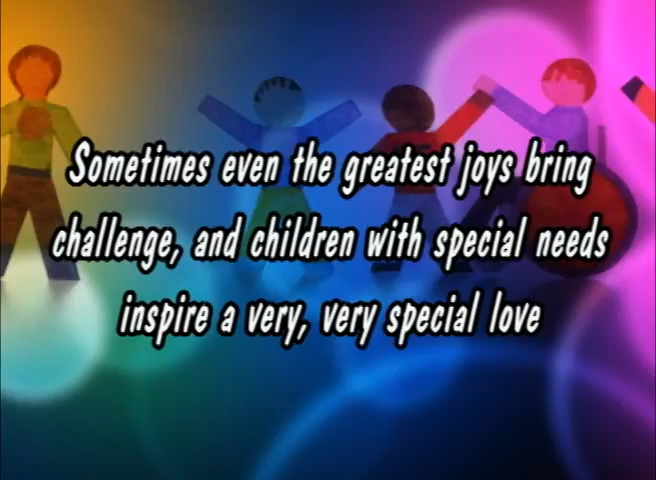 Sometimes even the greatest joys bring
challenge, and children with special needs
inspire a very, very special love